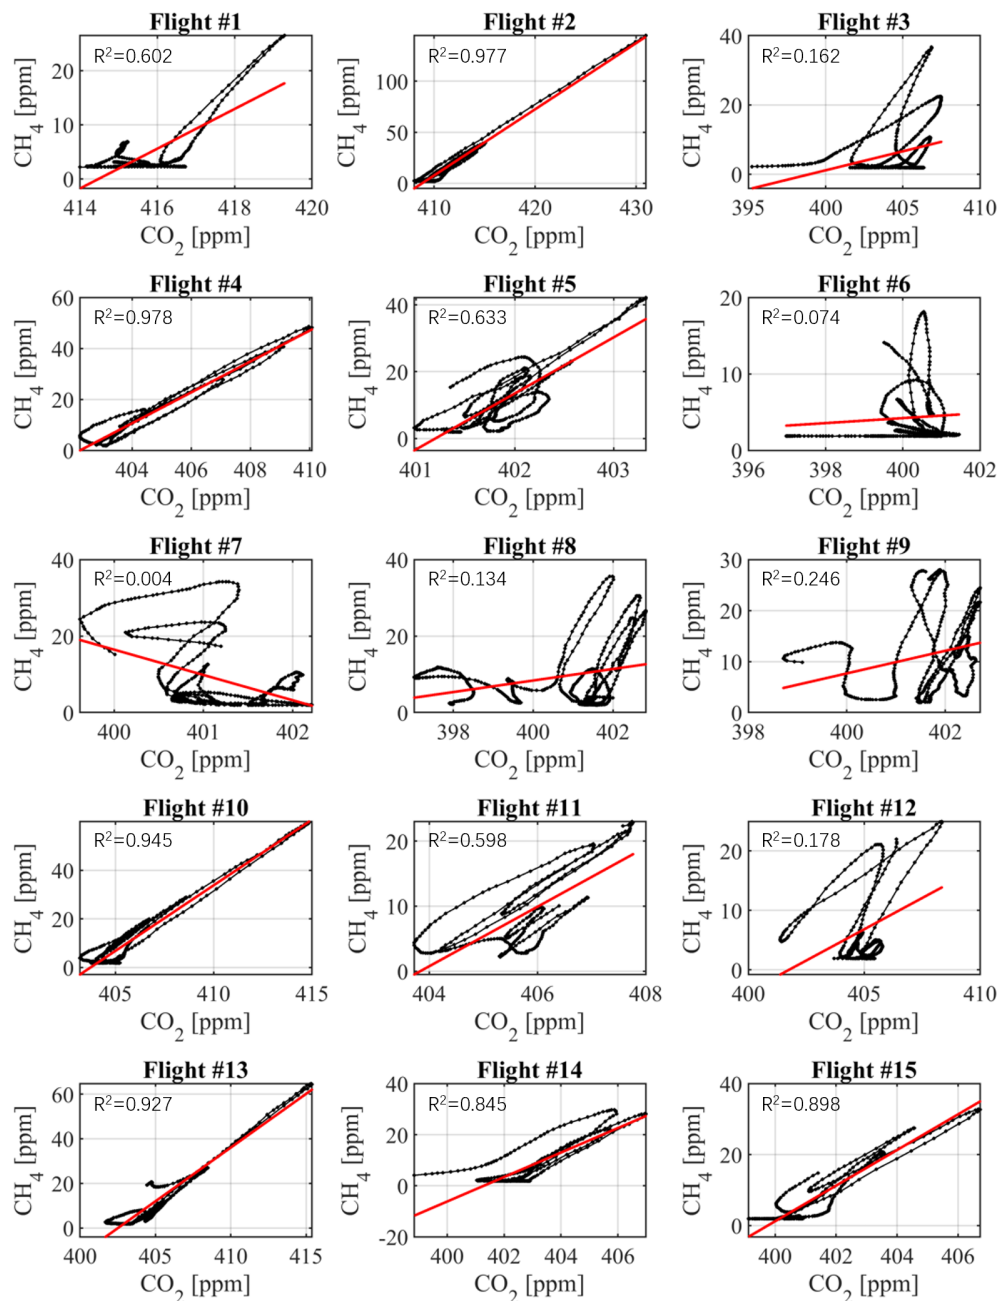 Flight #1 Flight #2 Flight #3
R²=0.602 R²=0.977 R²=0.162
CH₄ [ppm] CH₄ [ppm] CH₄ [ppm]
20 10 0 100 50 0 40 20 0
414 416 418 420 410 420 430 395 400 405 410
CO₂ [ppm] CO₂ [ppm] CO₂ [ppm]
Flight #4 Flight #5 Flight #6
R²=0.978 R²=0.633 R²=0.074
CH₄ [ppm] CH₄ [ppm] CH₄ [ppm]
60 40 20 0 40 20 0 20 10 0
404 406 408 410 401 402 403 396 398 400 402
CO₂ [ppm] CO₂ [ppm] CO₂ [ppm]
Flight #7 Flight #8 Flight #9
R²=0.004 R²=0.134 R²=0.246
CH₄ [ppm] CH₄ [ppm] CH₄ [ppm]
40 20 0 40 20 0 30 20 10 0
400 401 402 398 400 402 398 400 402
CO₂ [ppm] CO₂ [ppm] CO₂ [ppm]
Flight #10 Flight #11 Flight #12
R²=0.945 R²=0.598 R²=0.178
CH₄ [ppm] CH₄ [ppm] CH₄ [ppm]
40 20 0 20 10 0 20 10 0
405 410 415 404 406 408 400 405 410
CO₂ [ppm] CO₂ [ppm] CO₂ [ppm]
Flight #13 Flight #14 Flight #15
R²=0.927 R²=0.845 R²=0.898
CH₄ [ppm] CH₄ [ppm] CH₄ [ppm]
60 40 20 0 40 20 0 -20 40 20 0
400 405 410 415 400 402 404 406 400 402 404 406
CO₂ [ppm] CO₂ [ppm] CO₂ [ppm]